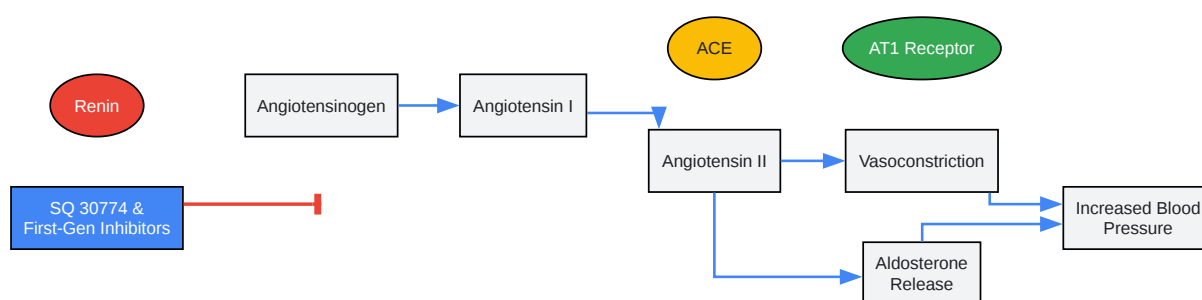 ACE
AT1 Receptor
Renin
Angiotensinogen
Angiotensin I
Angiotensin II
Vasoconstriction
SQ 30774 &
First-Gen Inhibitors
Increased Blood
Pressure
Aldosterone
Release